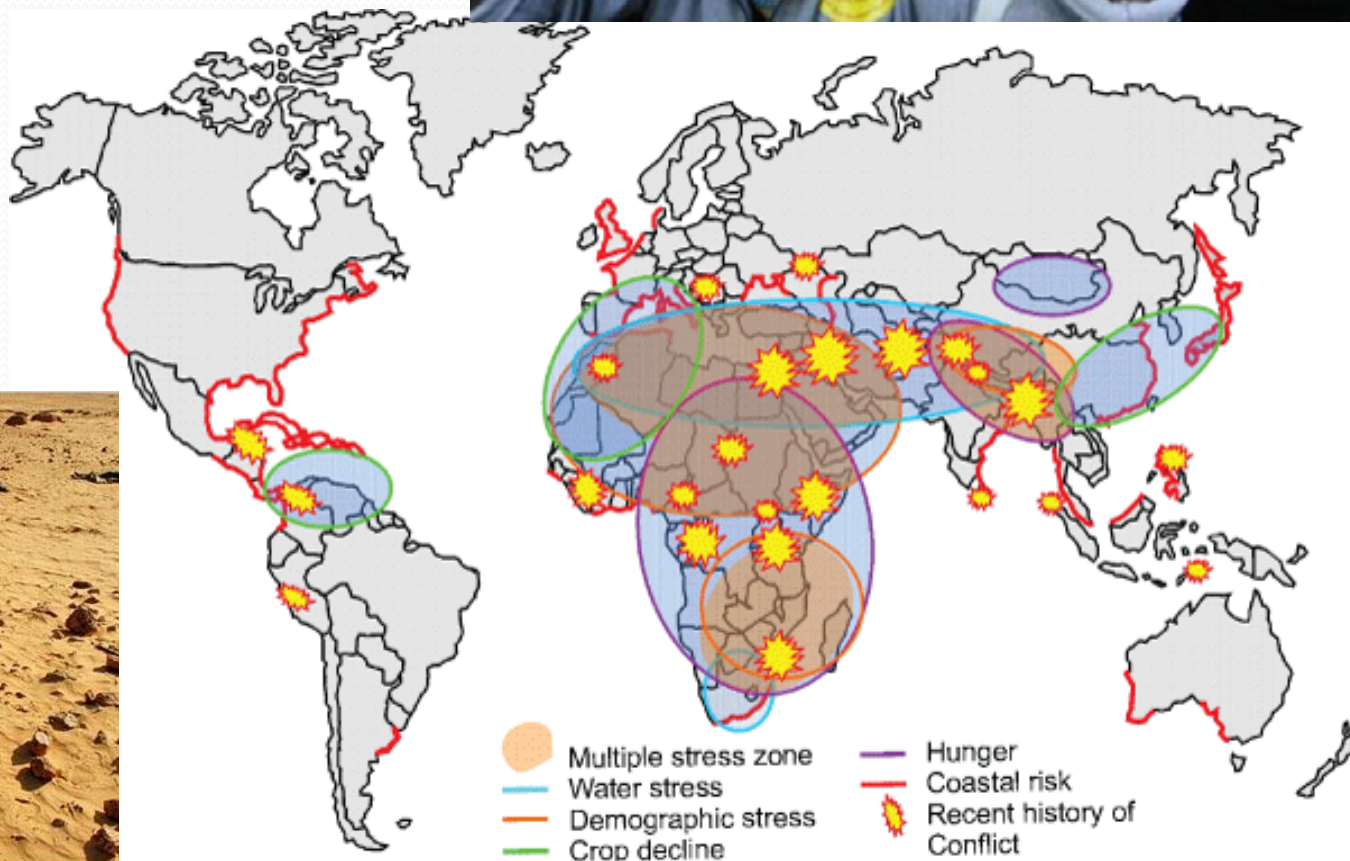 Multiple stress zone
Water stress
Demographic stress
Crop decline
Hunger
Coastal risk
Recent history of
Conflict